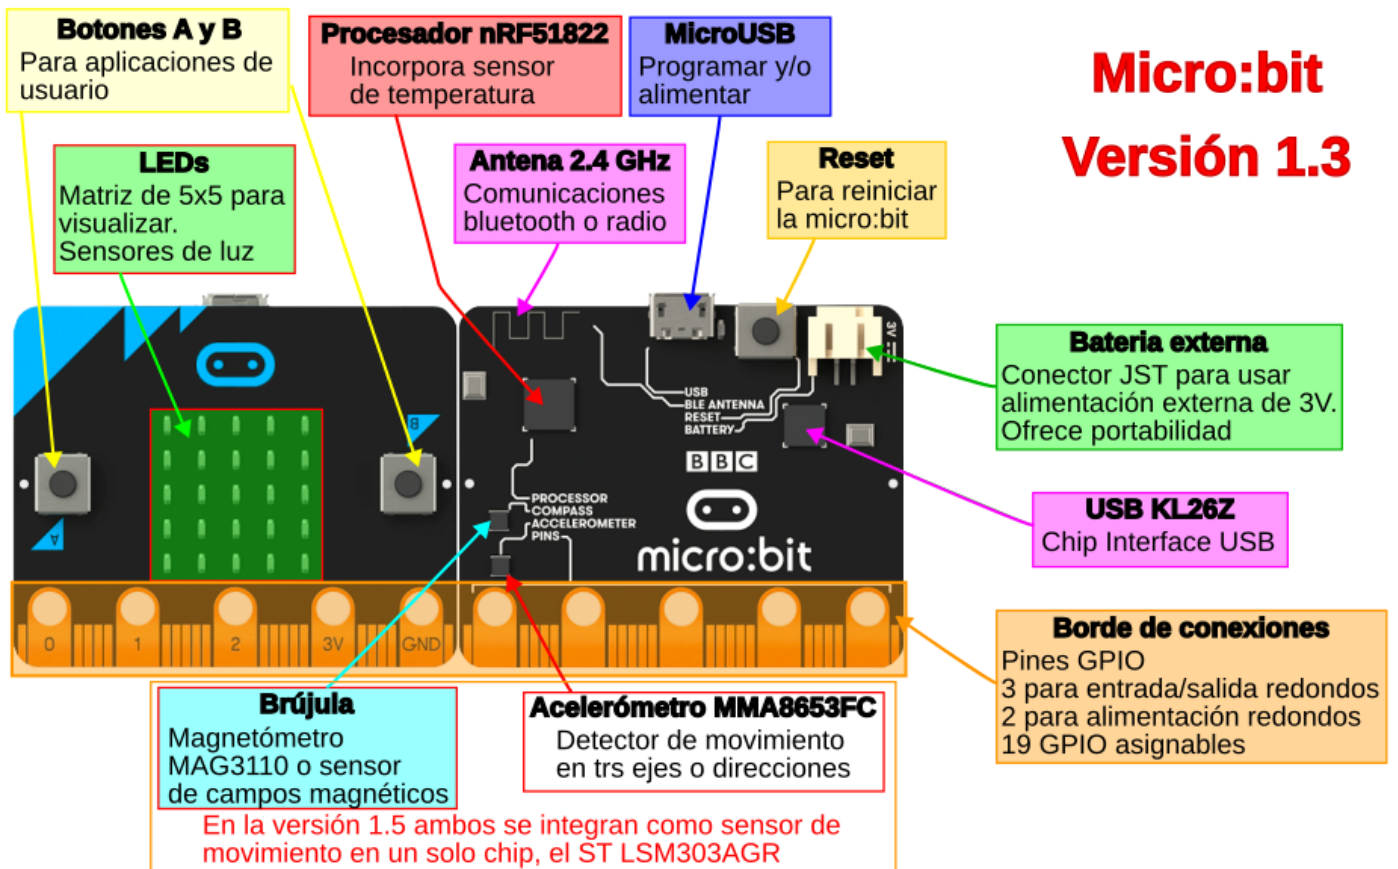 Botones A y B
Para aplicaciones de
usuario
Procesador nRF51822
Incorpora sensor
de temperatura
MicroUSB
Programar y/o
alimentar
Micro:bit
Versión 1.3
LEDs
Matriz de 5x5 para
visualizar.
Sensores de luz
Antena 2.4 GHz
Comunicaciones
bluetooth o radio
Reset
Para reiniciar
la micro:bit
3V
Bateria externa
Conector JST para usar
alimentación externa de 3V.
Ofrece portabilidad
USB
BLE ANTENNA
RESET
BATTERY
B
BBC
PROCESSOR
COMPASS
ACCELEROMETER
PINS
micro:bit
A
USB KL26Z
Chip Interface USB
0 1 2 3V GND
Borde de conexiones
Pines GPIO
3 para entrada/salida redondos
2 para alimentación redondos
19 GPIO asignables
Brújula
Magnetómetro
MAG3110 o sensor
de campos magnéticos
Acelerómetro MMA8653FC
Detector de movimiento
en trs ejes o direcciones
En la versión 1.5 ambos se integran como sensor de
movimiento en un solo chip, el ST LSM303AGR